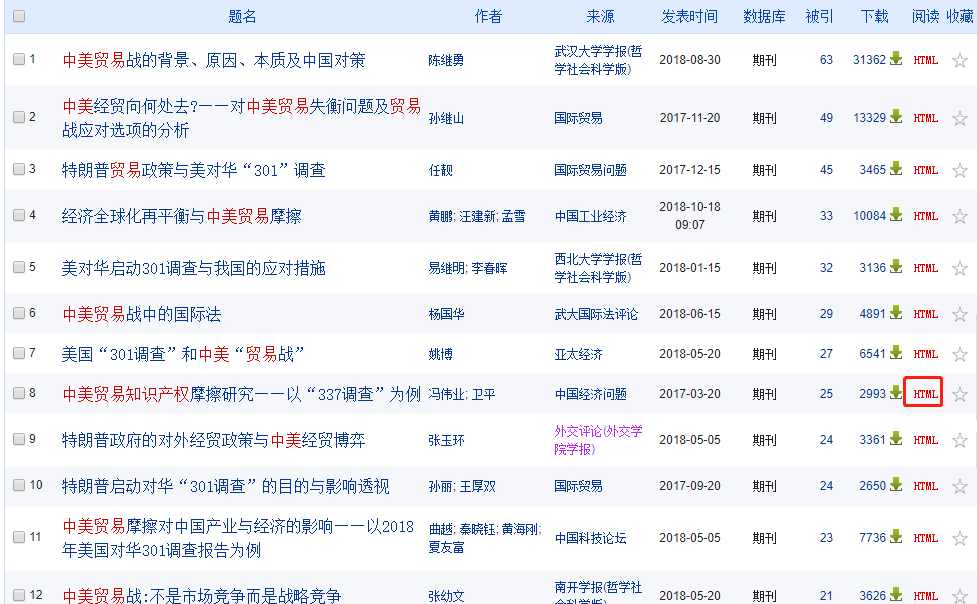 题名 作者 来源 发表时间 数据库 被引 下载 阅读 收藏
1 中美贸易战的背景、原因、本质及中国对策 陈继勇 武汉大学学报(哲学社会科学版) 2018-08-30 期刊 63 31362 HTML
2 中美经贸向何处去?——对中美贸易失衡问题及贸易战应对选项的分析 孙继山 国际贸易 2017-11-20 期刊 49 13329 HTML
3 特朗普贸易政策与美对华“301”调查 任靓 国际贸易问题 2017-12-15 期刊 45 3465 HTML
4 经济全球化再平衡与中美贸易摩擦 黄鹏; 汪建新; 孟雪 中国工业经济 2018-10-18 09:07 期刊 33 10084 HTML
5 美对华启动301调查与我国的应对措施 易继明; 李春晖 西北大学学报(哲学社会科学版) 2018-01-15 期刊 32 3136 HTML
6 中美贸易战中的国际法 杨国华 武大国际法评论 2018-06-15 期刊 29 4891 HTML
7 美国“301调查”和中美“贸易战” 姚博 亚太经济 2018-05-20 期刊 27 6541 HTML
8 中美贸易知识产权摩擦研究——以“337调查”为例 冯伟业; 卫平 中国经济问题 2017-03-20 期刊 25 2993 HTML
9 特朗普政府的对外经贸政策与中美经贸博弈 张玉环 外交评论(外交学院学报) 2018-05-05 期刊 24 3361 HTML
10 特朗普启动对华“301调查”的目的与影响透视 孙丽; 王厚双 国际贸易 2017-09-20 期刊 24 2650 HTML
11 中美贸易摩擦对中国产业与经济的影响——以2018年美国对华301调查报告为例 曲越; 秦晓钰; 黄海刚; 夏友富 中国科技论坛 2018-05-05 期刊 23 7736 HTML
12 中美贸易战:不是市场竞争而是战略竞争 张幼文 南开学报(哲学社会科学版) 2018-05-20 期刊 21 3626 HTML